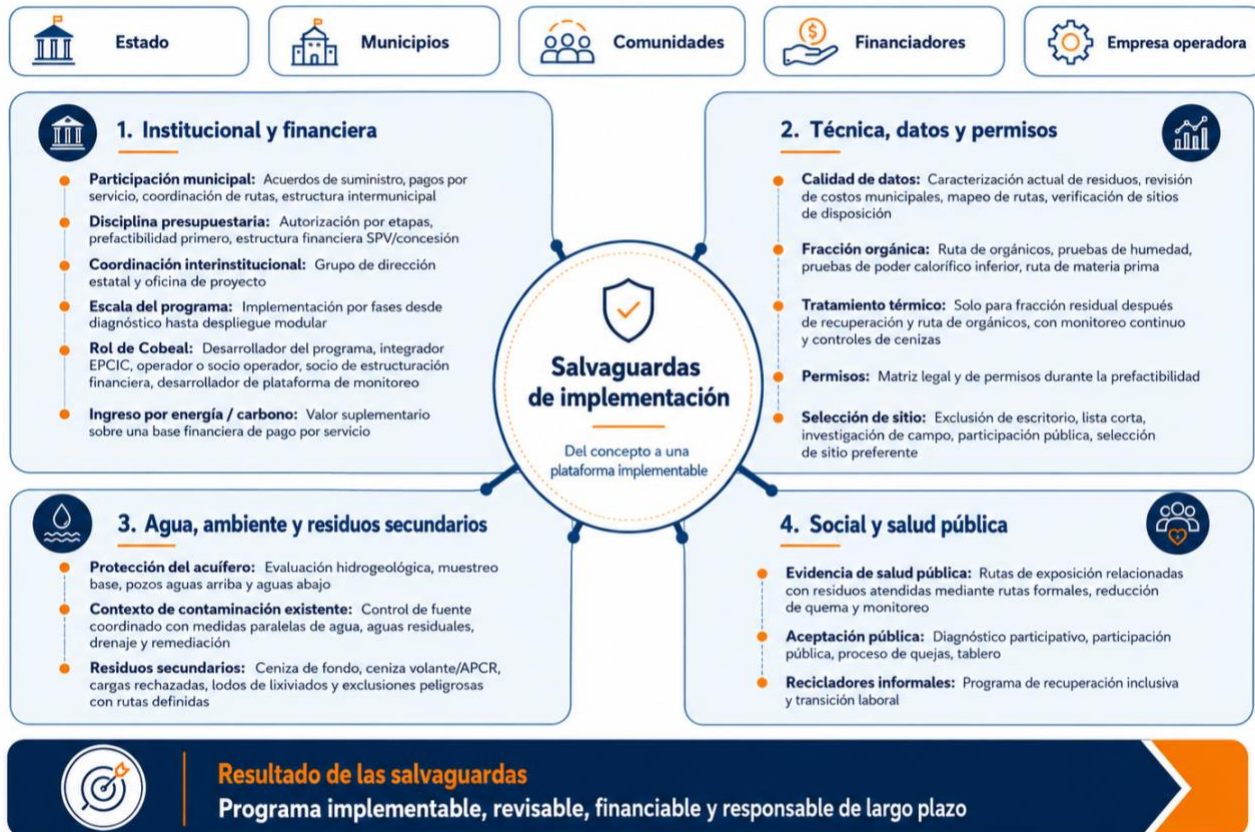 Estado
Municipios
Comunidades
Financiadores
Empresa operadora
1. Institucional y financiera
Participación municipal: Acuerdos de suministro, pagos por
servicio, coordinación de rutas, estructura intermunicipal
Disciplina presupuestaria: Autorización por etapas,
prefactibilidad primero, estructura financiera SPV/concesión
Coordinación interinstitucional: Grupo de dirección
estatal y oficina de proyecto
Escala del programa: Implementación por fases desde
diagnóstico hasta despliegue modular
Rol de Cobeal: Desarrollador del programa, integrador
EPCIC, operador o socio operador, socio de estructuración
financiera, desarrollador de plataforma de monitoreo
Ingreso por energía / carbono: Valor suplementario
sobre una base financiera de pago por servicio
2. Técnica, datos y permisos
Calidad de datos: Caracterización actual de residuos, revisión
de costos municipales, mapeo de rutas, verificación de sitios
de disposición
Fracción orgánica: Ruta de orgánicos, pruebas de humedad,
pruebas de poder calorífico inferior, ruta de materia prima
Tratamiento térmico: Solo para fracción residual después
de recuperación y ruta de orgánicos, con monitoreo continuo
y controles de cenizas
Permisos: Matriz legal y de permisos durante la prefactibilidad
Selección de sitio: Exclusión de escritorio, lista corta,
investigación de campo, participación pública, selección
de sitio preferente
Salvaguardas
de implementación
Del concepto a una
plataforma implementable
3. Agua, ambiente y residuos secundarios
Protección del acuífero: Evaluación hidrogeológica, muestreo
base, pozos aguas arriba y aguas abajo
Contexto de contaminación existente: Control de fuente
coordinado con medidas paralelas de agua, aguas residuales,
drenaje y remediación
Residuos secundarios: Ceniza de fondo, ceniza volante/APCR,
cargas rechazadas, lodos de lixiviados y exclusiones peligrosas
con rutas definidas
4. Social y salud pública
Evidencia de salud pública: Rutas de exposición relacionadas
con residuos atendidas mediante rutas formales, reducción
de quema y monitoreo
Aceptación pública: Diagnóstico participativo, participación
pública, proceso de quejas, tablero
Recicladores informales: Programa de recuperación inclusiva
y transición laboral
Resultado de las salvaguardas
Programa implementable, revisable, financiable y responsable de largo plazo